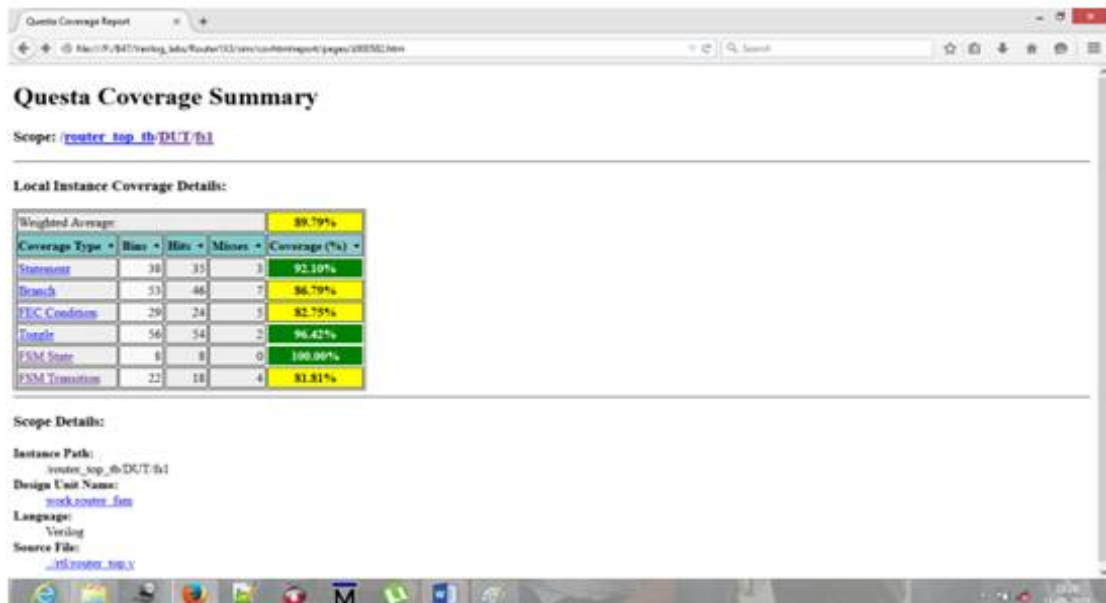 Questa Coverage Report
Search
Questa Coverage Summary
Scope: /router_top_tb/DUT/fs1
Local Instance Coverage Details:
Weighted Average: 89.79%
Coverage Type Bins Hits Misses Coverage (%)
Statement 38 35 3 92.10%
Branch 53 46 7 86.79%
FEC Condition 29 24 5 82.75%
Toggle 56 54 2 96.42%
FSM State 8 8 0 100.00%
FSM Transition 22 18 4 81.81%
Scope Details:
Instance Path:
/router_top_tb/DUT/fs1
Design Unit Name:
work.router_fsm
Language:
Verilog
Source File:
../rtl/router_top.v